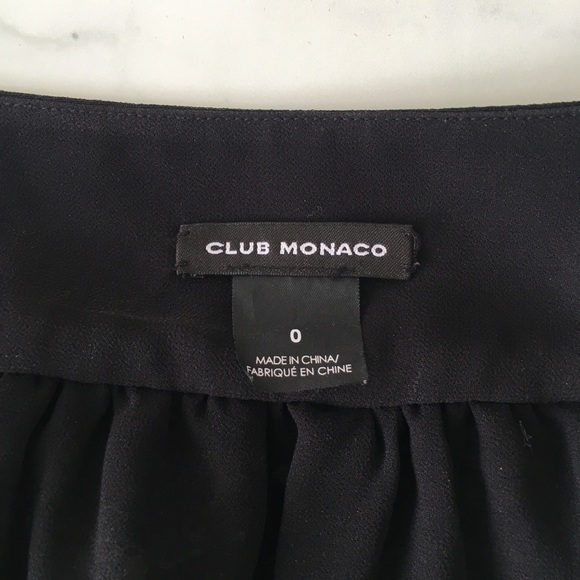 CLUB MONACO
0
MADE IN CHINA/
FABRIQUÉ EN CHINE